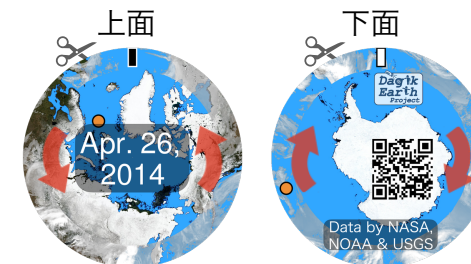 上面
下面
Dagik
Earth
Project
Apr. 26,
2014
Data by NASA,
NOAA & USGS